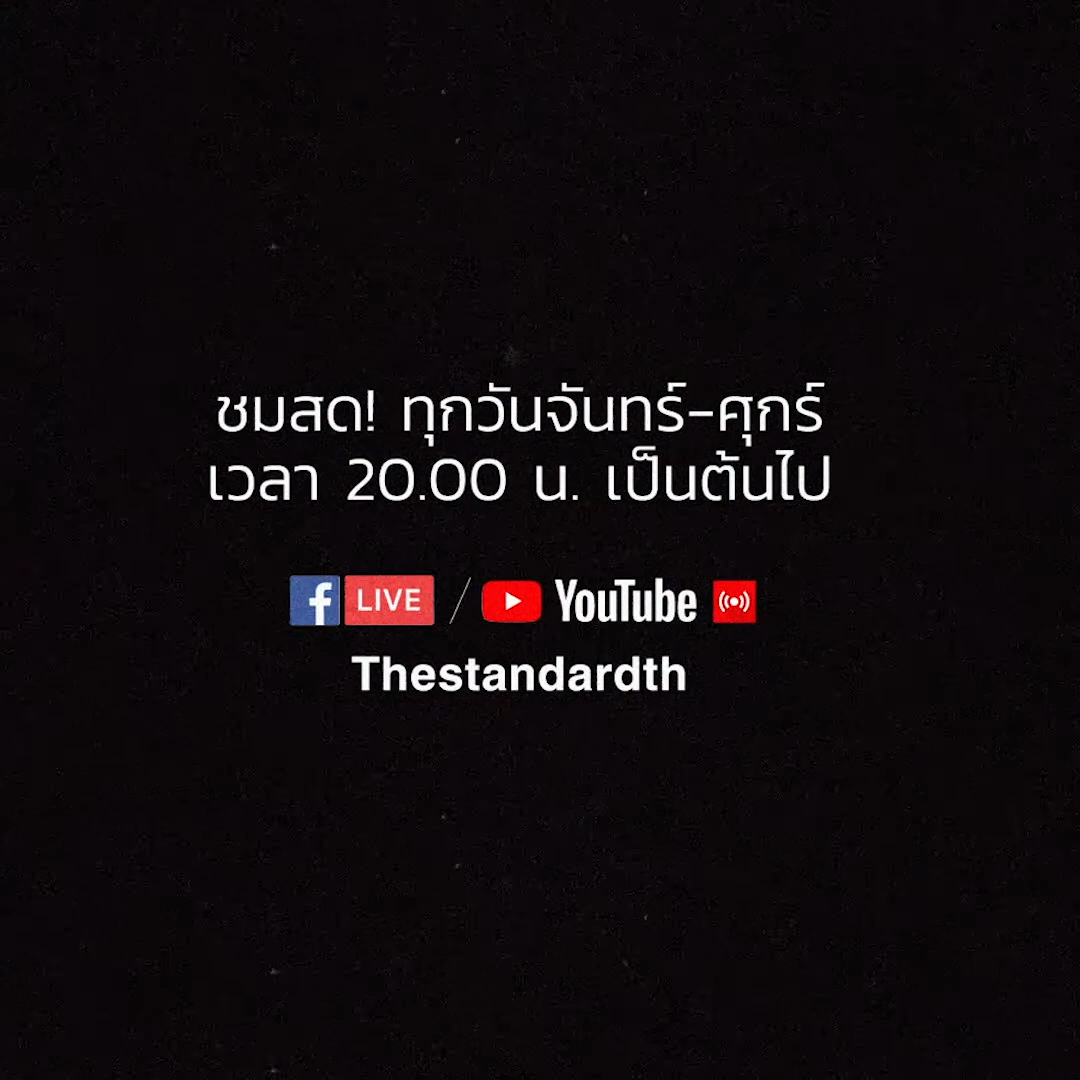 ชมสด! ทุกวันจันทร์-ศุกร์
เวลา 20.00 น. เป็นต้นไป
f LIVE / YouTube
Thestandardth